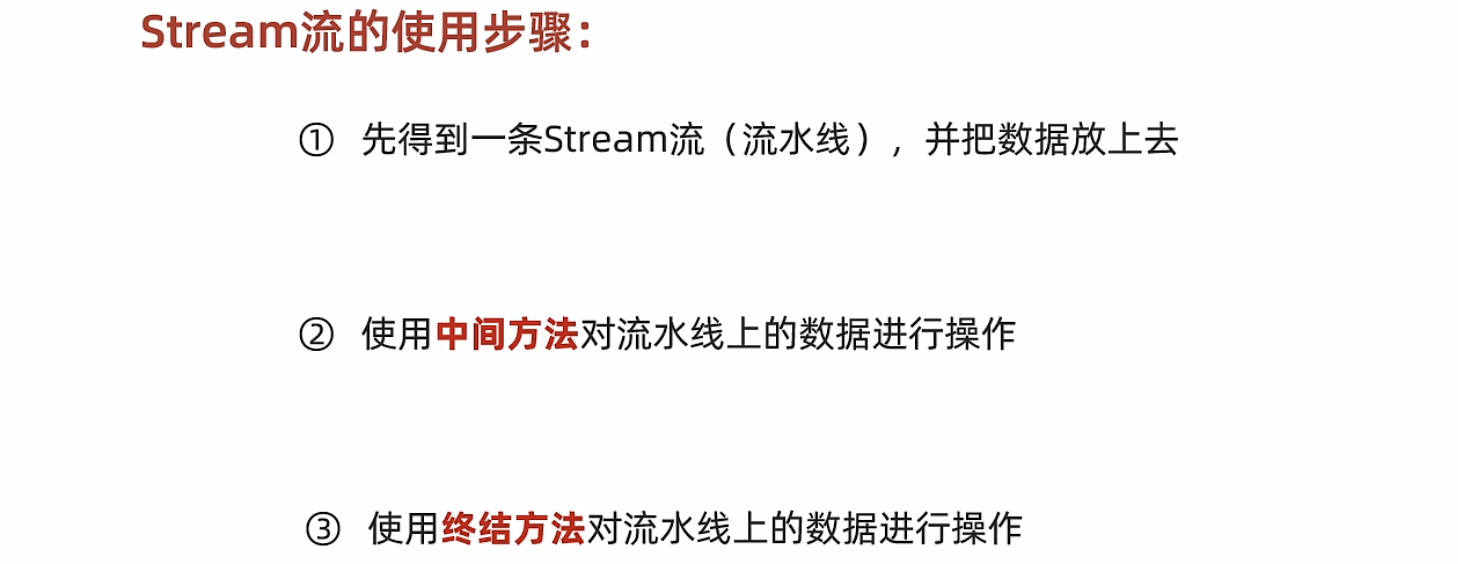 Stream流的使用步骤：
① 先得到一条Stream流（流水线），并把数据放上去
② 使用中间方法对流水线上的数据进行操作
③ 使用终结方法对流水线上的数据进行操作